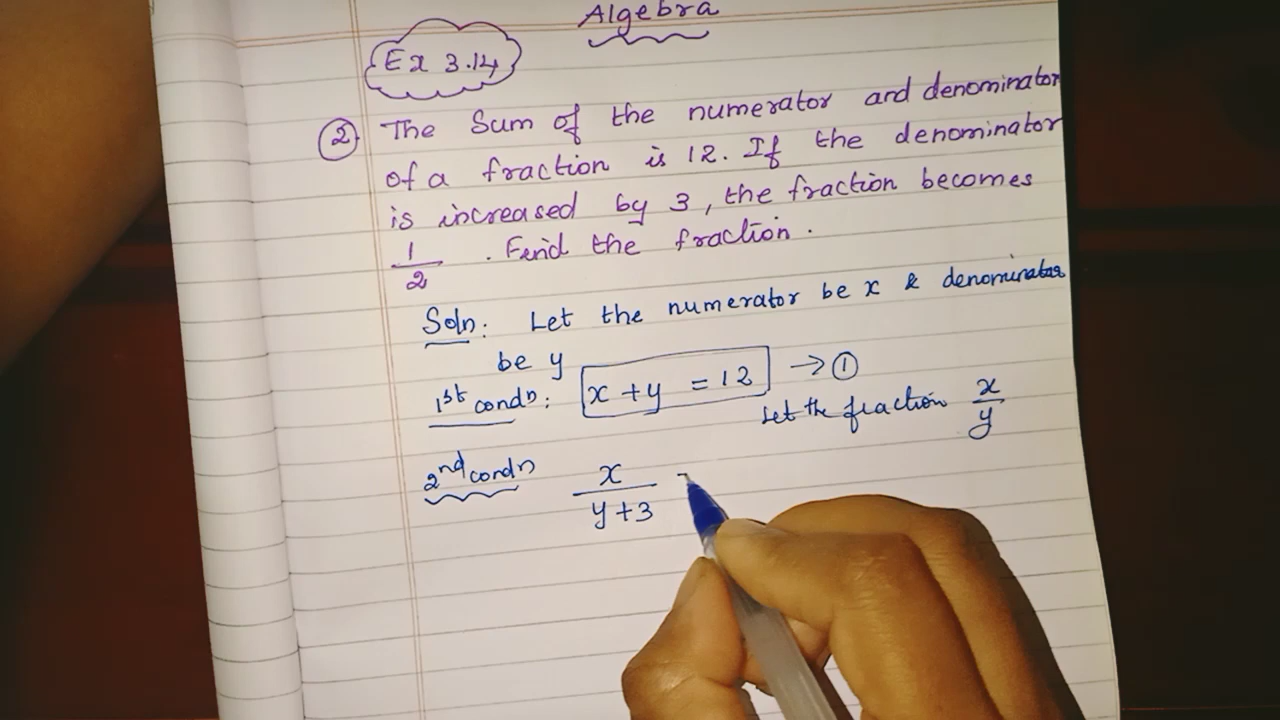 Algebra
Ex 3.14
② The Sum of the numerator and denominator
of a fraction is 12. If the denominator
is increased by 3, the fraction becomes
1/2 . Find the fraction.
Soln: Let the numerator be x & denominator
be y
1st condn: x + y = 12 → ①
Let the fraction x/y
2nd condn x/y+3